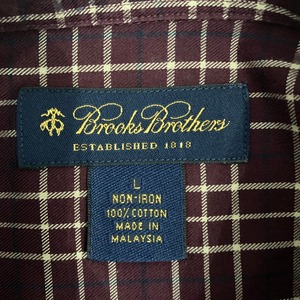 Brooks Brothers
ESTABLISHED 1818
L
NON-IRON
100% COTTON
MADE IN
MALAYSIA